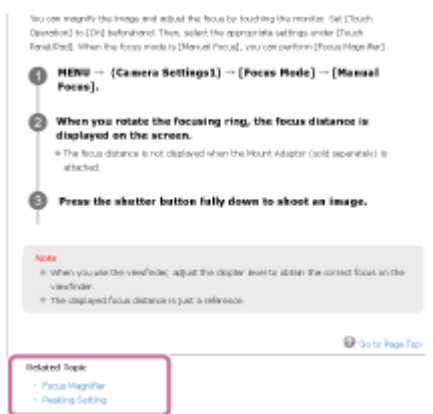 You can magnify the image and adjust the focus by touching the monitor. Set [Touch
Operation] to [On] beforehand. Then, select the appropriate settings under [Touch
Panel/Pad]. When the focus mode is [Manual Focus], you can perform [Focus Magnifier].
1 MENU → (Camera Settings1) → [Focus Mode] → [Manual
Focus].
2 When you rotate the focusing ring, the focus distance is
displayed on the screen.
The focus distance is not displayed when the Mount Adaptor (sold separately) is
attached.
3 Press the shutter button fully down to shoot an image.
Note
When you use the viewfinder, adjust the diopter level to obtain the correct focus on the
viewfinder.
The displayed focus distance is just a reference.
Go to Page Top
Related Topic
Focus Magnifier
Peaking Setting